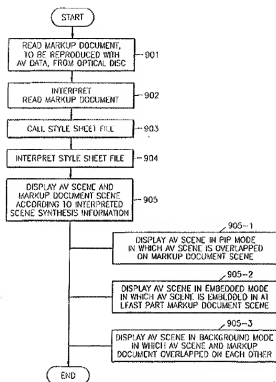 START
READ MARKUP DOCUMENT,
TO BE REPRODUCED WITH
AV DATA, FROM OPTICAL DISC
901
INTERPRET
READ MARKUP DOCUMENT
902
CALL STYLE SHEET FILE
903
INTERPRET STYLE SHEET FILE
904
DISPLAY AV SCENE AND
MARKUP DOCUMENT SCENE
ACCORDING TO INTERPRETED
SCENE SYNTHESIS INFORMATION
905
905-1
DISPLAY AV SCENE IN PIP MODE
IN WHICH AV SCENE IS OVERLAPPED
ON MARKUP DOCUMENT SCENE
905-2
DISPLAY AV SCENE IN EMBEDDED MODE
IN WHICH AV SCENE IS EMBEDDED IN AT
LEAST PART MARKUP DOCUMENT SCENE
905-3
DISPLAY AV SCENE IN BACKGROUND MODE
IN WHICH AV SCENE AND MARKUP
DOCUMENT OVERLAPPED ON EACH OTHER
END